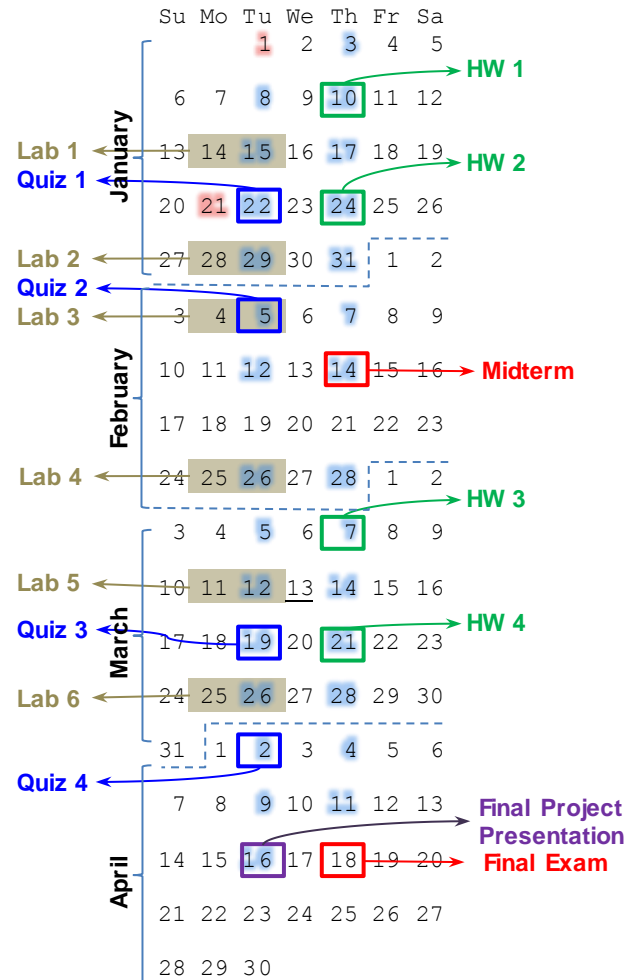 Su Mo Tu We Th Fr Sa
1 2 3 4 5
HW 1
6 7 8 9 10 11 12
January
Lab 1
13 14 15 16 17 18 19
HW 2
Quiz 1
20 21 22 23 24 25 26
Lab 2
27 28 29 30 31 1 2
Quiz 2
Lab 3
3 4 5 6 7 8 9
February
10 11 12 13 14 15 16
Midterm
17 18 19 20 21 22 23
Lab 4
24 25 26 27 28 1 2
HW 3
3 4 5 6 7 8 9
March
Lab 5
10 11 12 13 14 15 16
HW 4
Quiz 3
17 18 19 20 21 22 23
Lab 6
24 25 26 27 28 29 30
31 1 2 3 4 5 6
Quiz 4
7 8 9 10 11 12 13
Final Project
Presentation
April
14 15 16 17 18 19 20
Final Exam
21 22 23 24 25 26 27
28 29 30